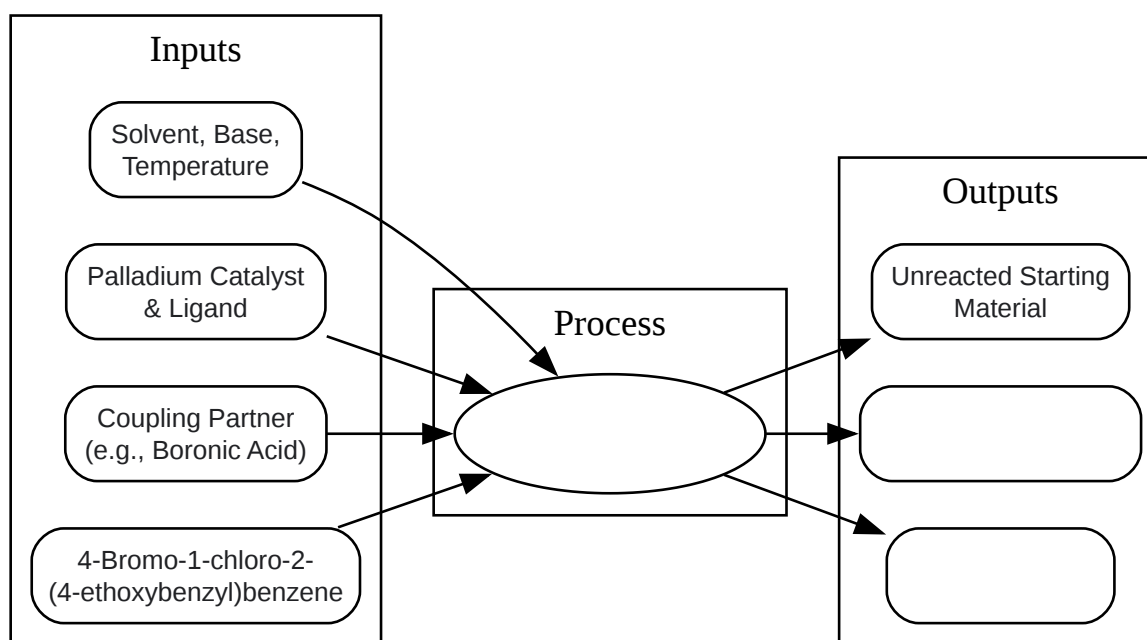 Inputs
Solvent, Base,
Temperature
Palladium Catalyst
& Ligand
Coupling Partner
(e.g., Boronic Acid)
4-Bromo-1-chloro-2-
(4-ethoxybenzyl)benzene
Process
Outputs
Unreacted Starting
Material